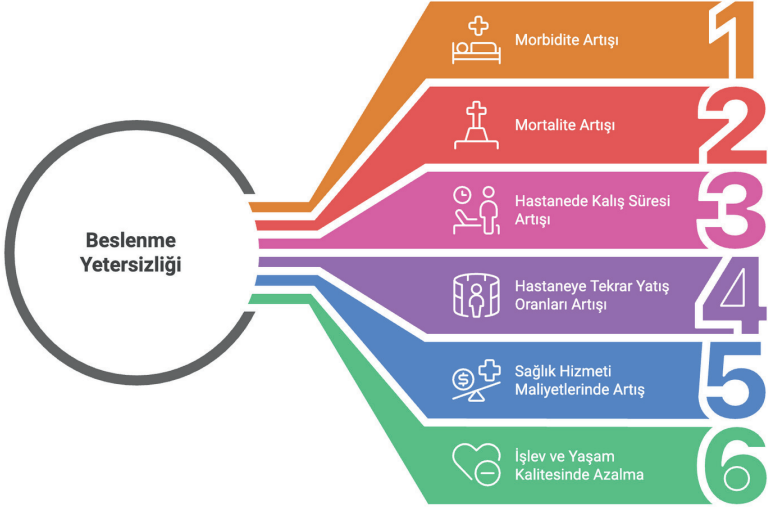 Beslenme
Yetersizliği
Morbidite Artışı
1
Mortalite Artışı
2
Hastanede Kalış Süresi
Artışı
3
Hastaneye Tekrar Yatış
Oranları Artışı
4
Sağlık Hizmeti
Maliyetlerinde Artış
5
İşlev ve Yaşam
Kalitesinde Azalma
6